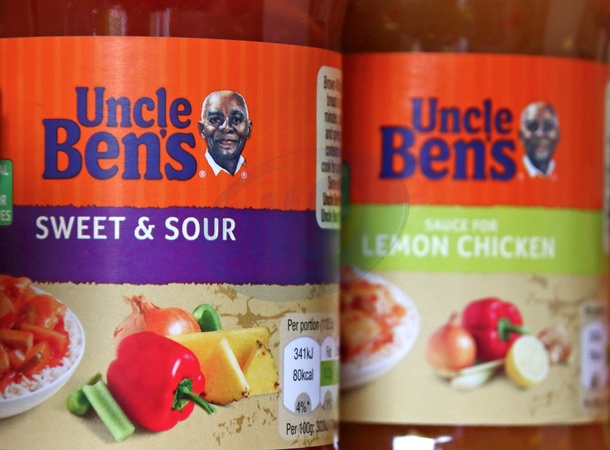 Uncle
Ben's
SWEET & SOUR
Per portion
341kJ
80kcal
4%*
Per 100g:
Uncle
Ben's
SAUCE FOR
LEMON CHICKEN